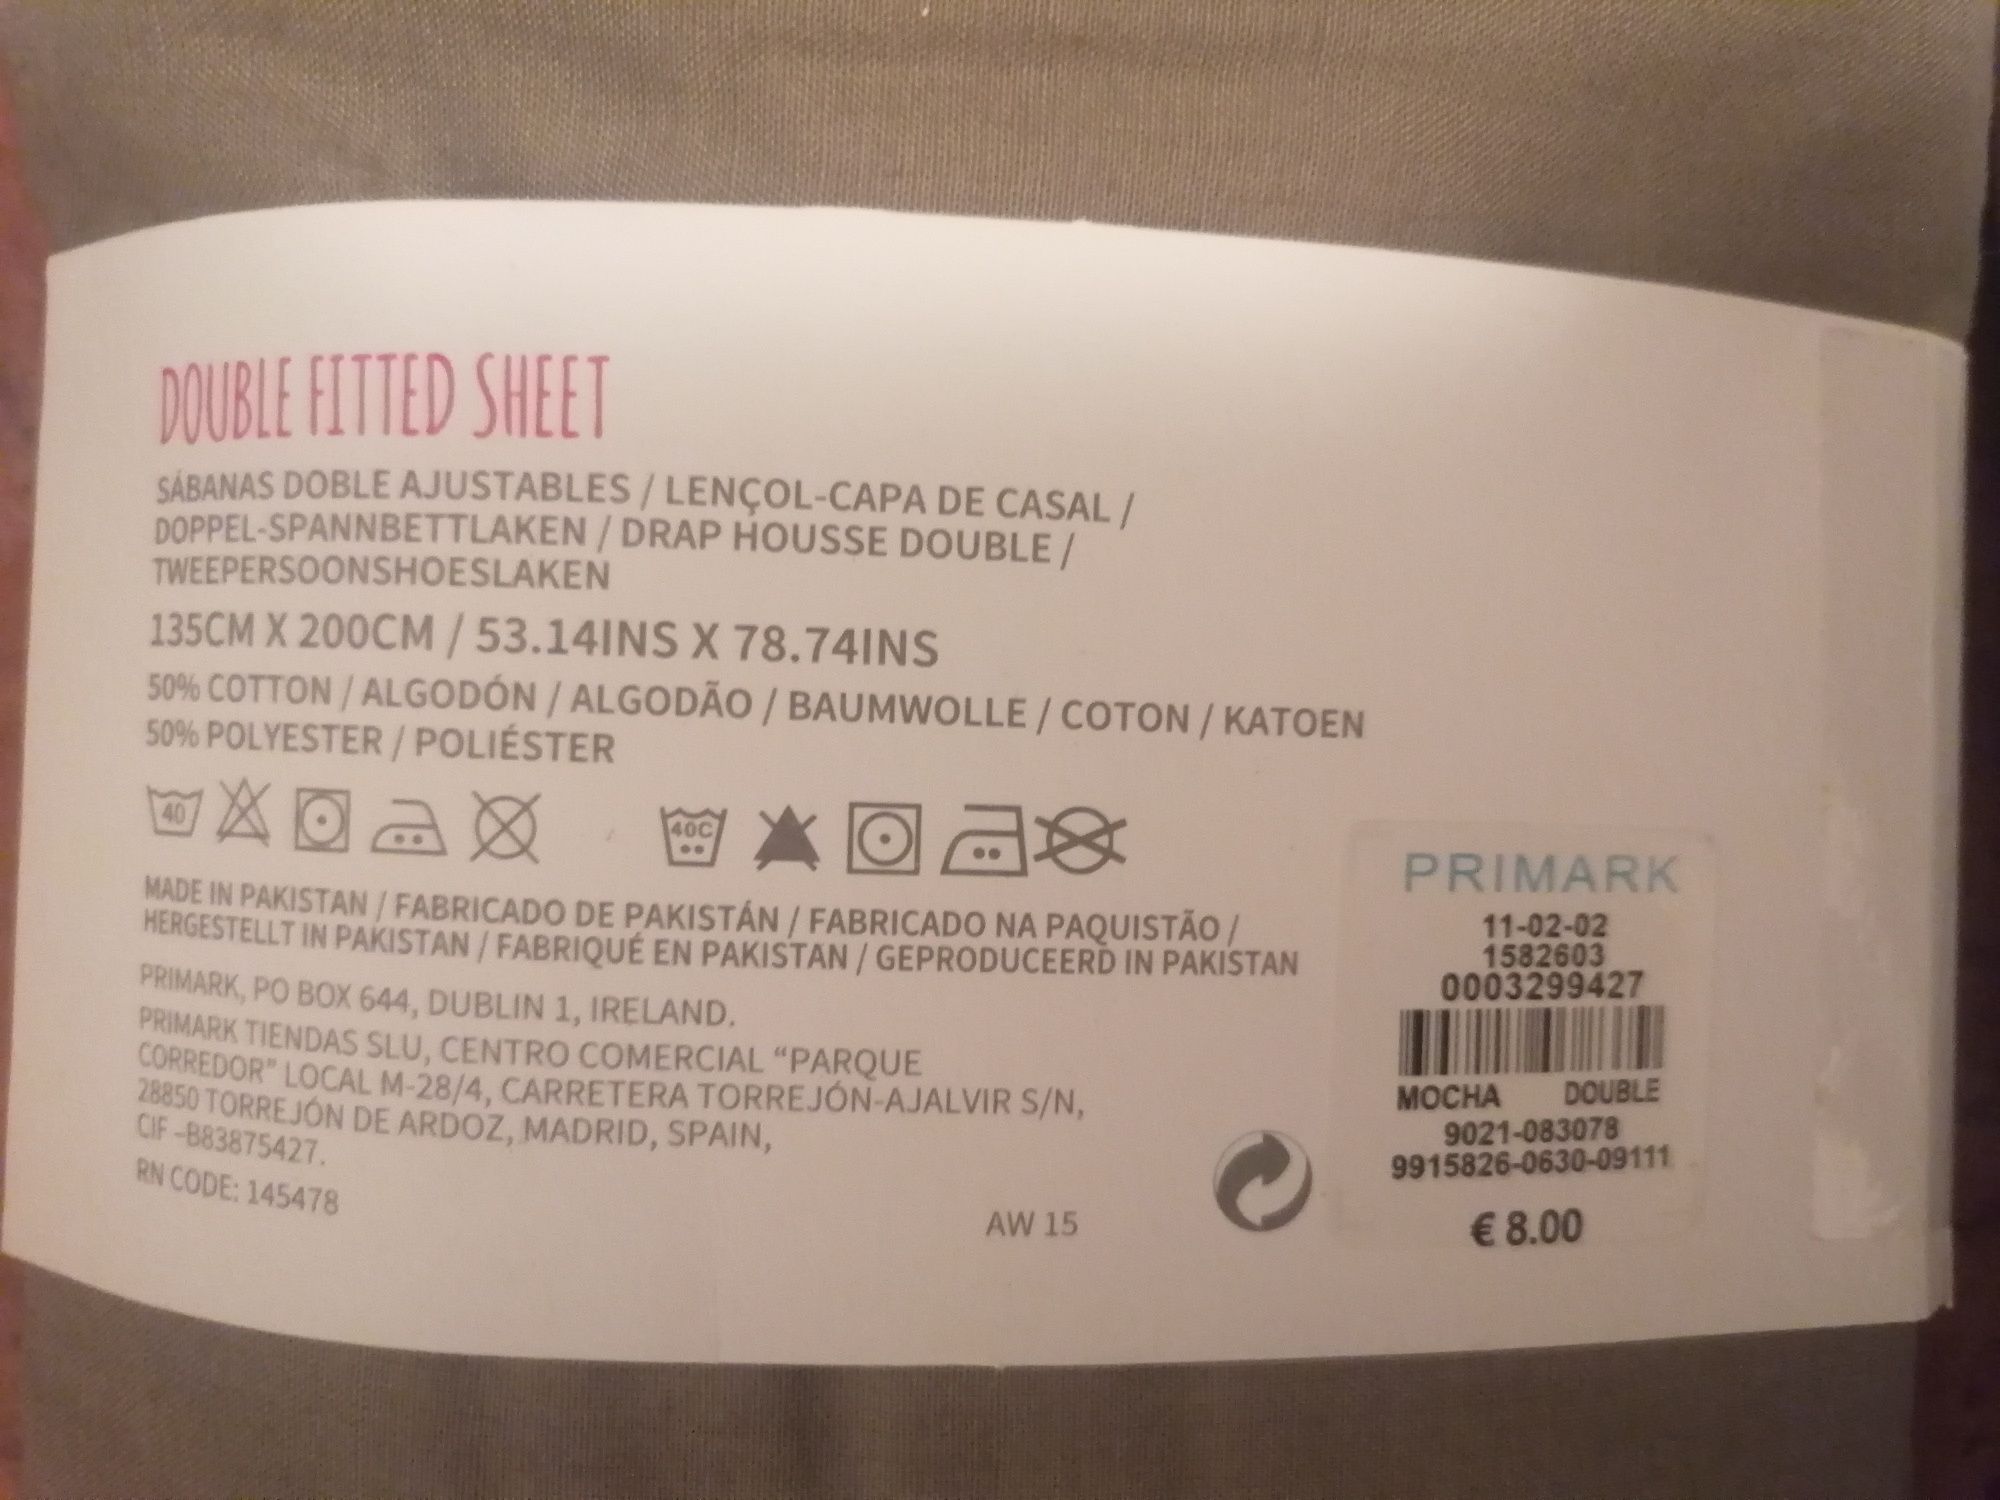 DOUBLE FITTED SHEET
SÁBANAS DOBLE AJUSTABLES / LENÇOL-CAPA DE CASAL /
DOPPEL-SPANNBETTLAKEN / DRAP HOUSSE DOUBLE /
TWEEPERSOONSHOESLAKEN
135CM X 200CM / 53.14INS X 78.74INS
50% COTTON / ALGODÓN / ALGODÃO / BAUMWOLLE / COTON / KATOEN
50% POLYESTER / POLIÉSTER
40
40C
MADE IN PAKISTAN / FABRICADO DE PAKISTÁN / FABRICADO NA PAQUISTÃO /
HERGESTELLT IN PAKISTAN / FABRIQUÉ EN PAKISTAN / GEPRODUCEERD IN PAKISTAN
PRIMARK, PO BOX 644, DUBLIN 1, IRELAND.
PRIMARK TIENDAS SLU, CENTRO COMERCIAL “PARQUE
CORREDOR” LOCAL M-28/4, CARRETERA TORREJÓN-AJALVIR S/N,
28850 TORREJÓN DE ARDOZ, MADRID, SPAIN,
CIF -B83875427.
RN CODE: 145478
AW 15
PRIMARK
11-02-02
1582603
0003299427
MOCHA DOUBLE
9021-083078
9915826-0630-09111
€ 8.00